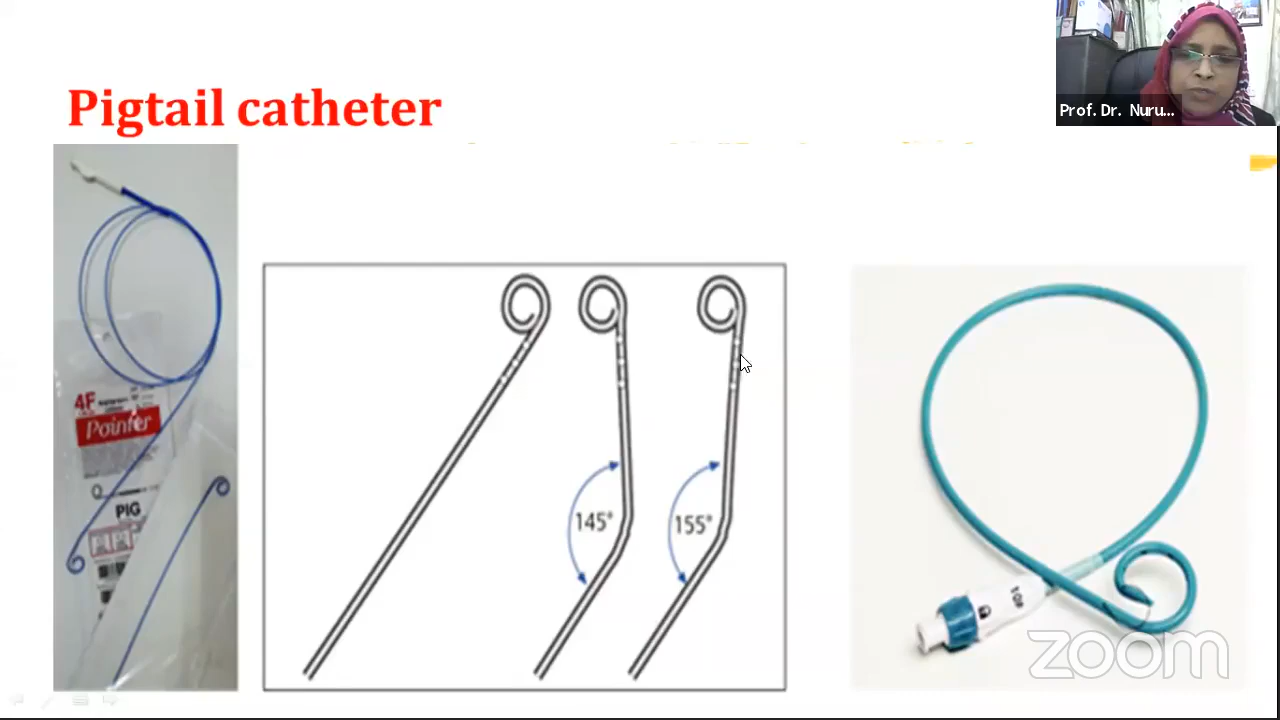 Pigtail catheter
Prof. Dr. Nuru...
4F
Pointer
PIG
145°
155°
zoom